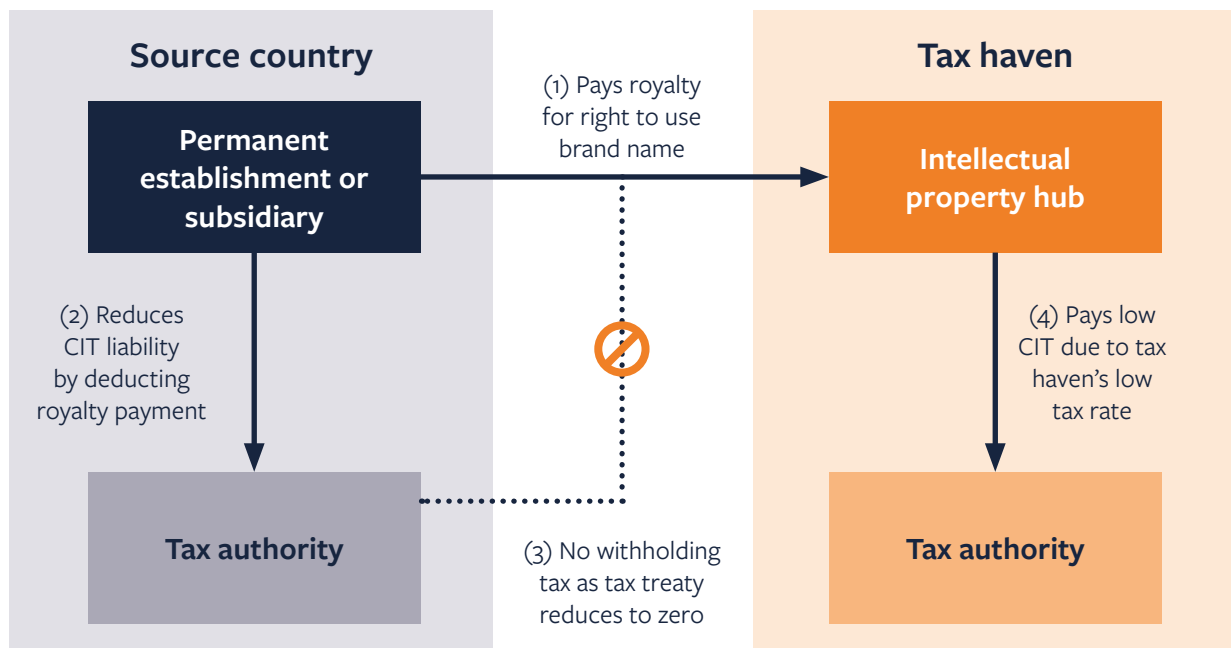 Source country
Permanent
establishment or
subsidiary
(2) Reduces
CIT liability
by deducting
royalty payment
Tax authority
(1) Pays royalty
for right to use
brand name
(3) No withholding
tax as tax treaty
reduces to zero
Tax haven
Intellectual
property hub
(4) Pays low
CIT due to tax
haven's low
tax rate
Tax authority